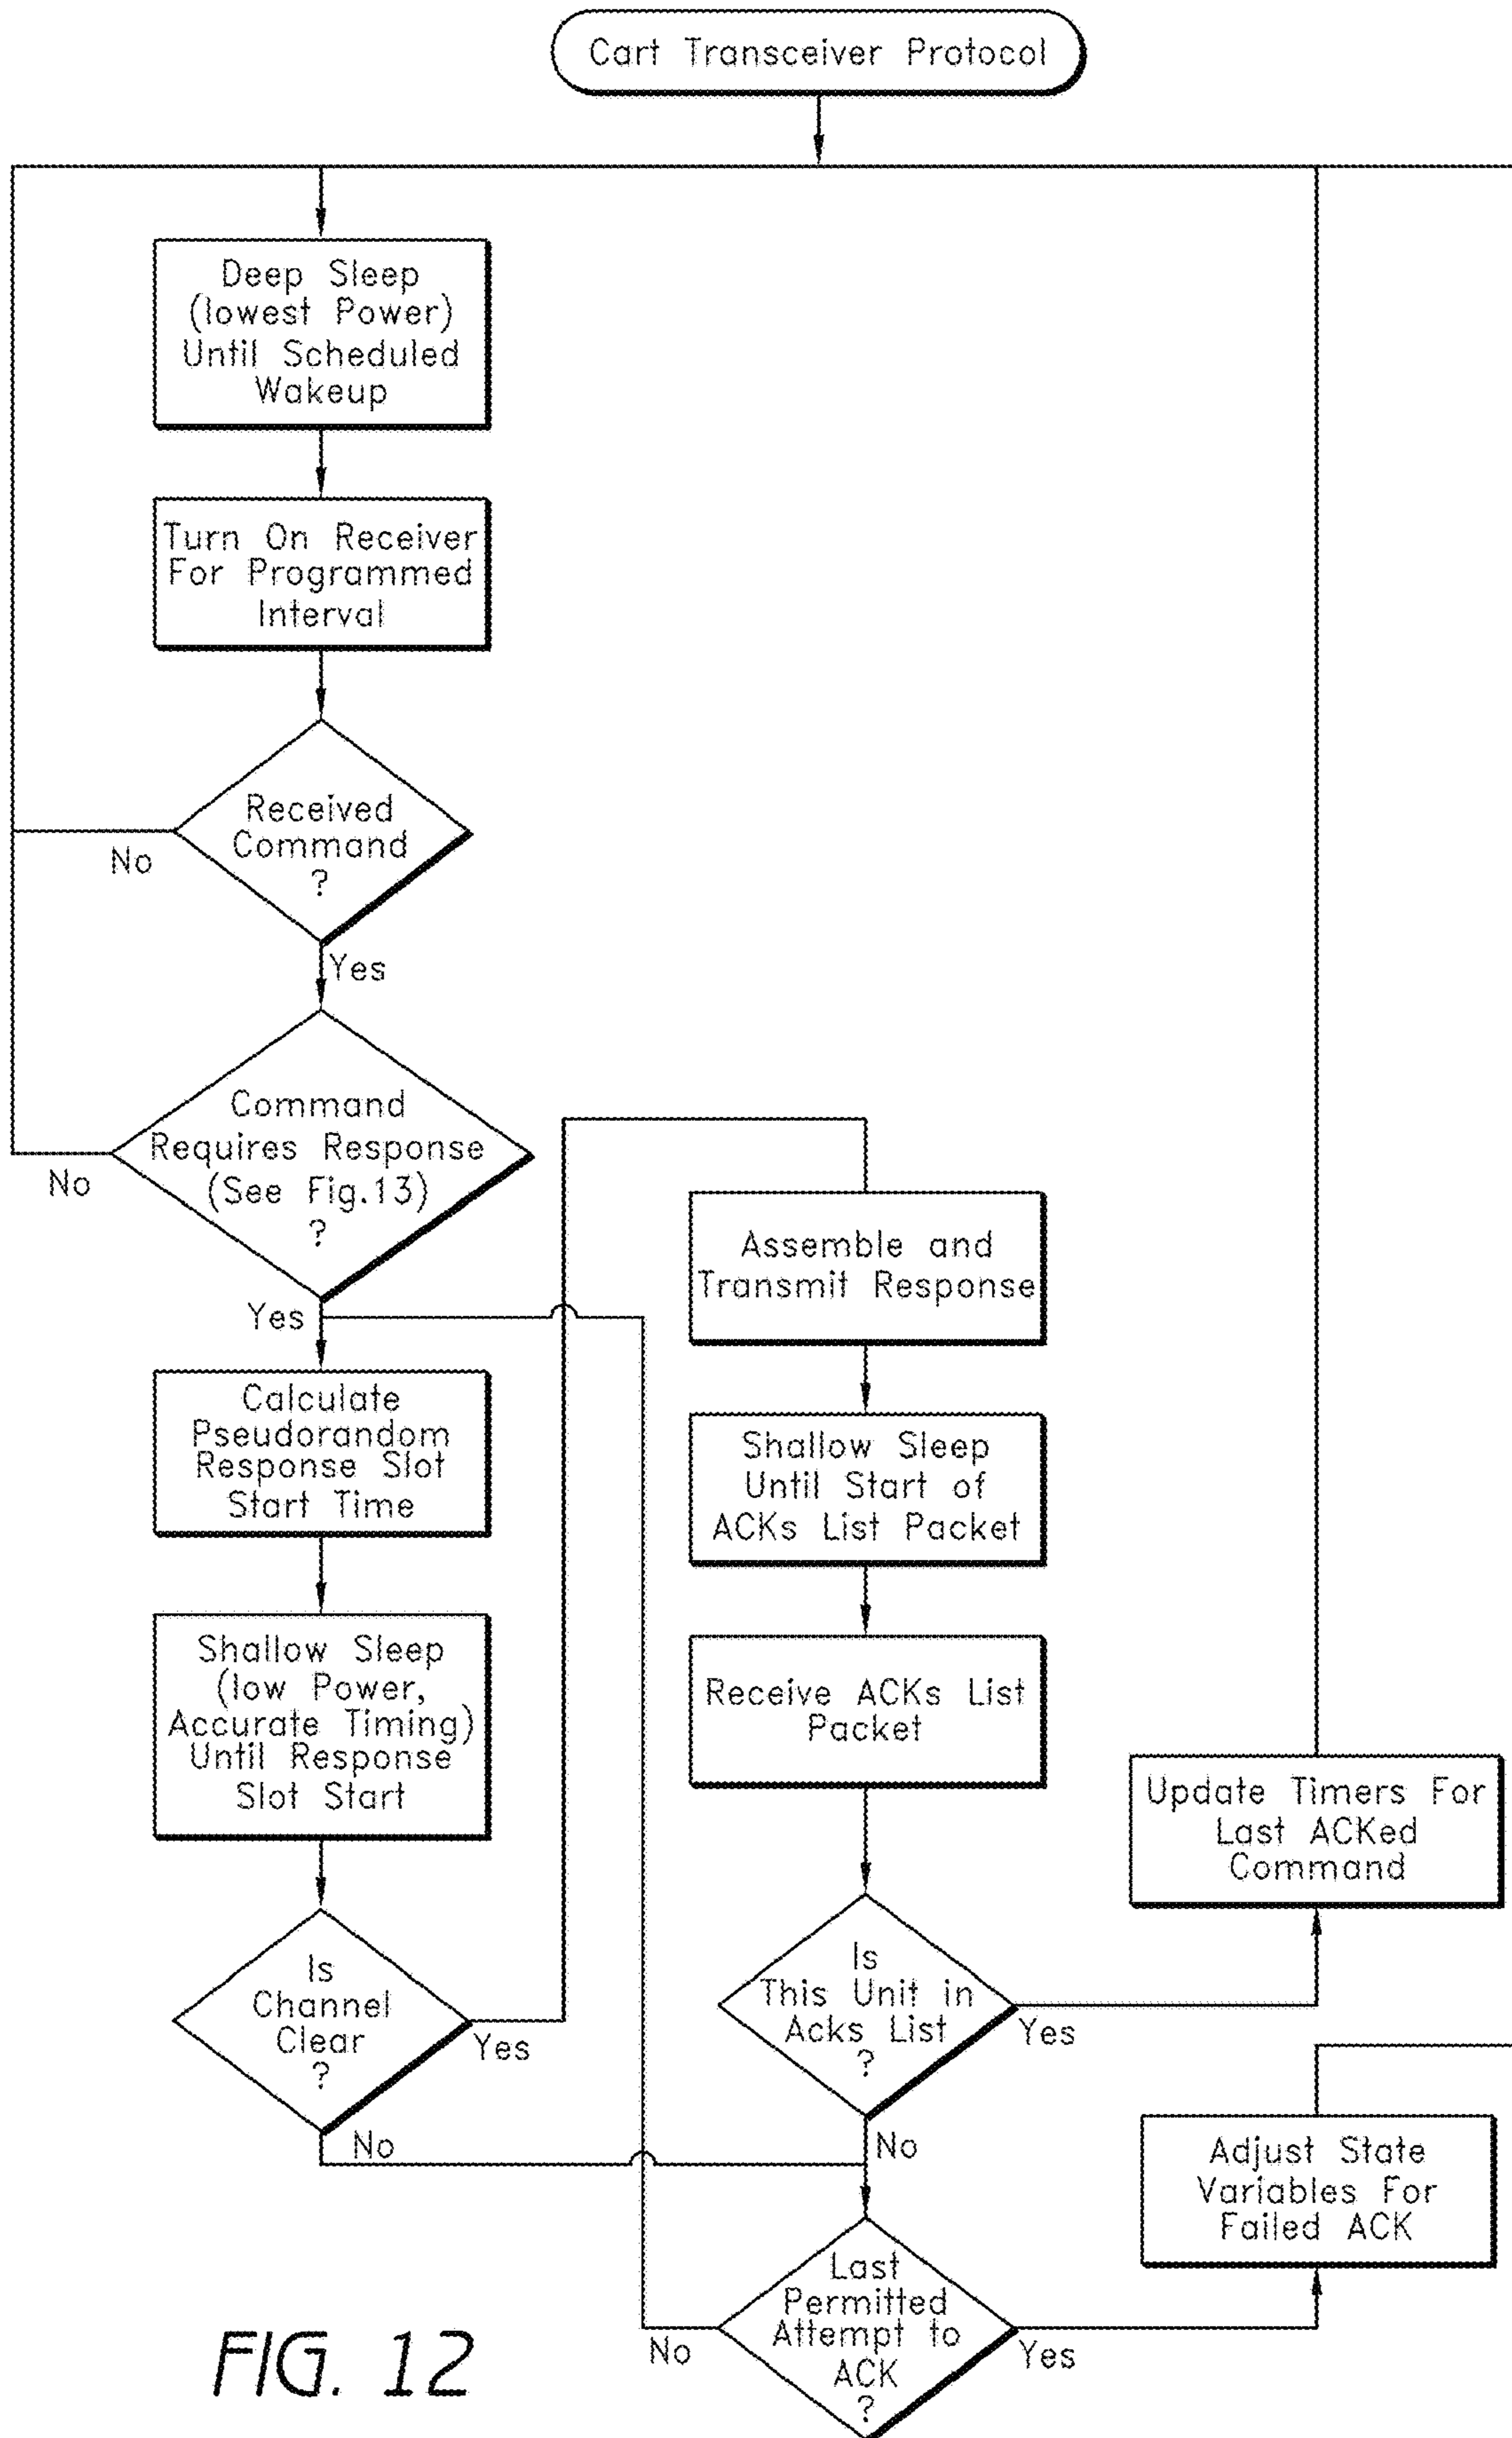 Cart Transceiver Protocol
Deep Sleep
(lowest Power)
Until Scheduled
Wakeup
Turn On Receiver
For Programmed
Interval
Received
Command
?
No
Yes
Command
Requires Response
(See Fig.13)
?
No
Yes
Calculate
Pseudorandom
Response Slot
Start Time
Shallow Sleep
(low Power,
Accurate Timing)
Until Response
Slot Start
Is
Channel
Clear
?
Yes
No
Assemble and
Transmit Response
Shallow Sleep
Until Start of
ACKs List Packet
Receive ACKs List
Packet
Is
This Unit in
Acks List
?
Yes
No
Update Timers For
Last ACKed
Command
Last
Permitted
Attempt to
ACK
?
No
Yes
Adjust State
Variables For
Failed ACK
FIG. 12